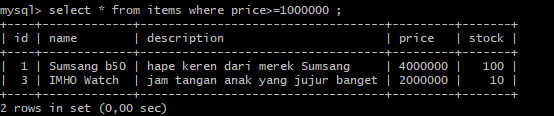 mysql> select * from items where price>=1000000 ;
+----+-------------+--------------------------------+---------+-------+
| id | name        | description                    | price   | stock |
+----+-------------+--------------------------------+---------+-------+
|  1 | Sumsang b50 | hape keren dari merek Sumsang  | 4000000 |   100 |
|  3 | IMHO Watch  | jam tangan anak yang jujur banget | 2000000 |    10 |
+----+-------------+--------------------------------+---------+-------+
2 rows in set (0,00 sec)